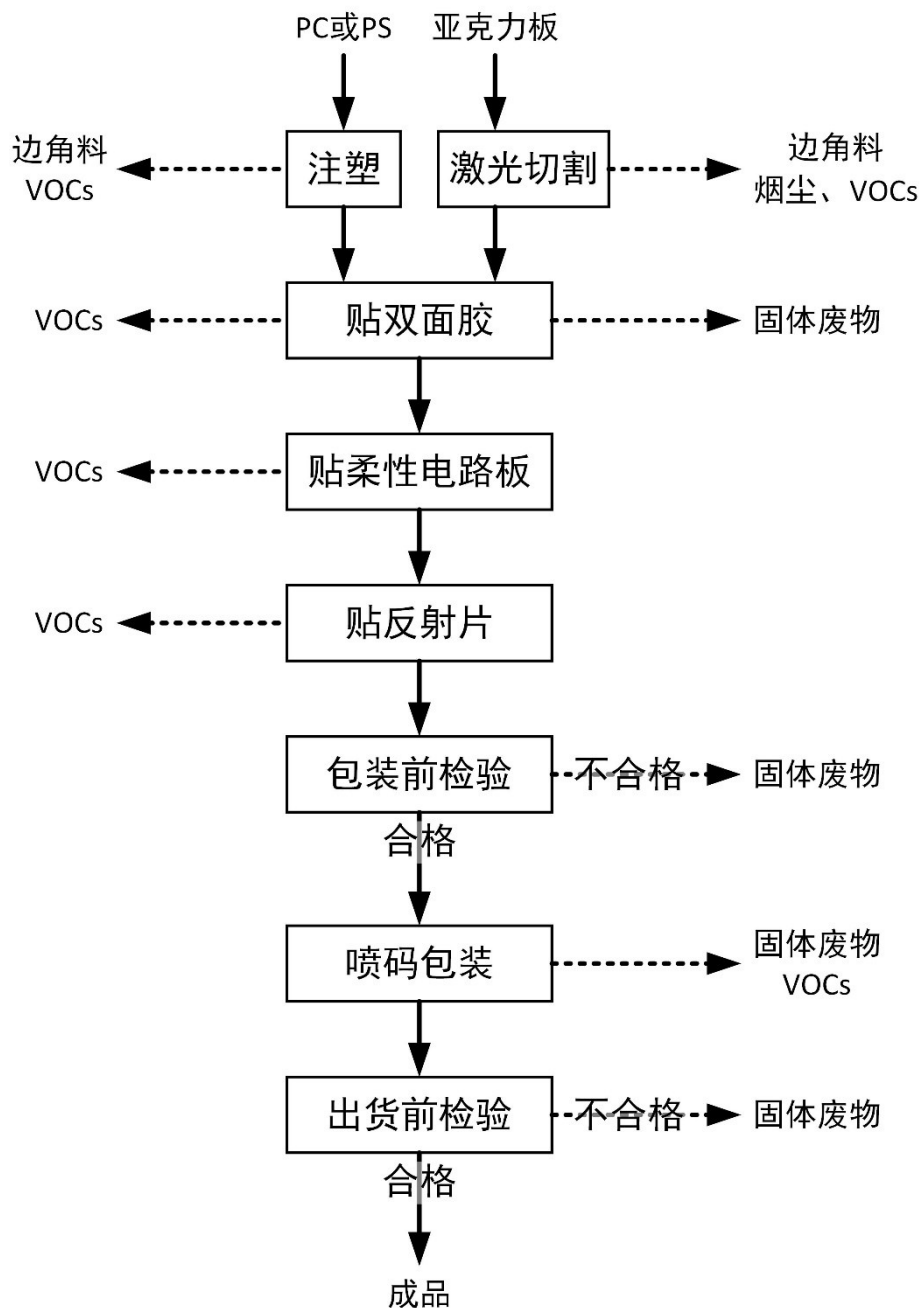 PC或PS
亚克力板
边角料
VOCs
注塑
激光切割
边角料
烟尘、VOCs
VOCs
贴双面胶
固体废物
VOCs
贴柔性电路板
VOCs
贴反射片
包装前检验
不合格
固体废物
合格
喷码包装
固体废物
VOCs
出货前检验
不合格
固体废物
合格
成品